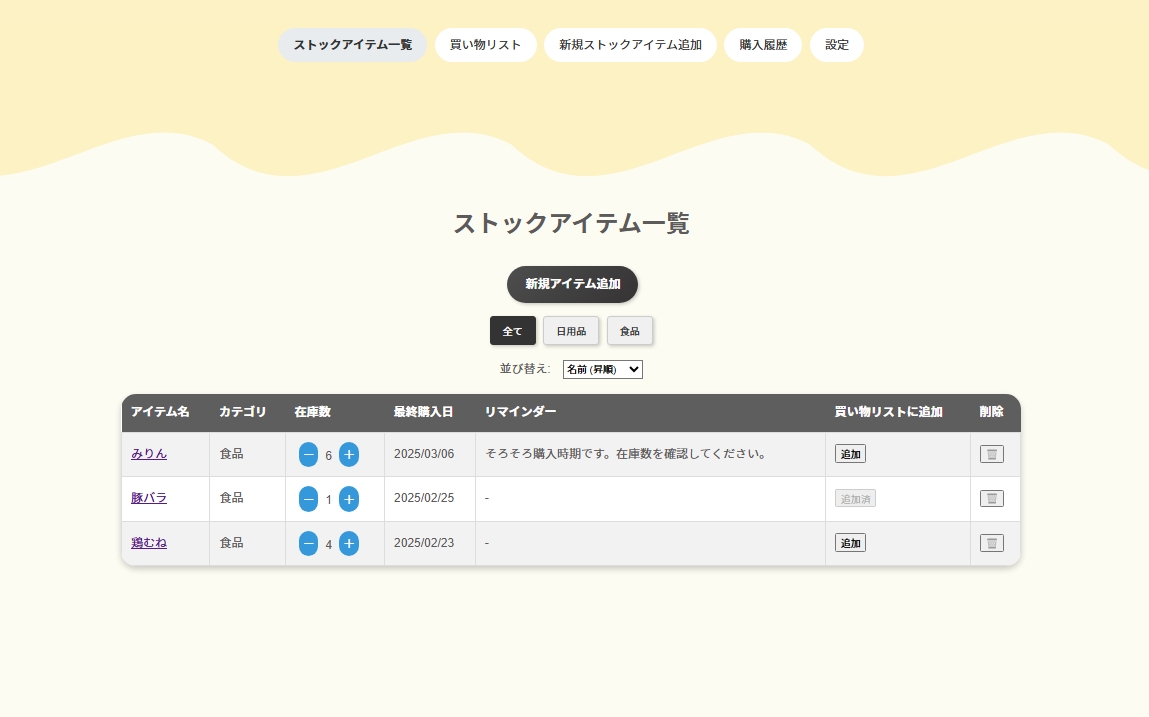 ストックアイテム一覧 買い物リスト 新規ストックアイテム追加 購入履歴 設定
ストックアイテム一覧
新規アイテム追加
全て 日用品 食品
並び替え: 名前 (昇順)
アイテム名 カテゴリ 在庫数 最終購入日 リマインダー 買い物リストに追加 削除
みりん 食品 − 6 + 2025/03/06 そろそろ購入時期です。在庫数を確認してください。 追加
豚バラ 食品 − 1 + 2025/02/25 - 追加済
鶏むね 食品 − 4 + 2025/02/23 - 追加